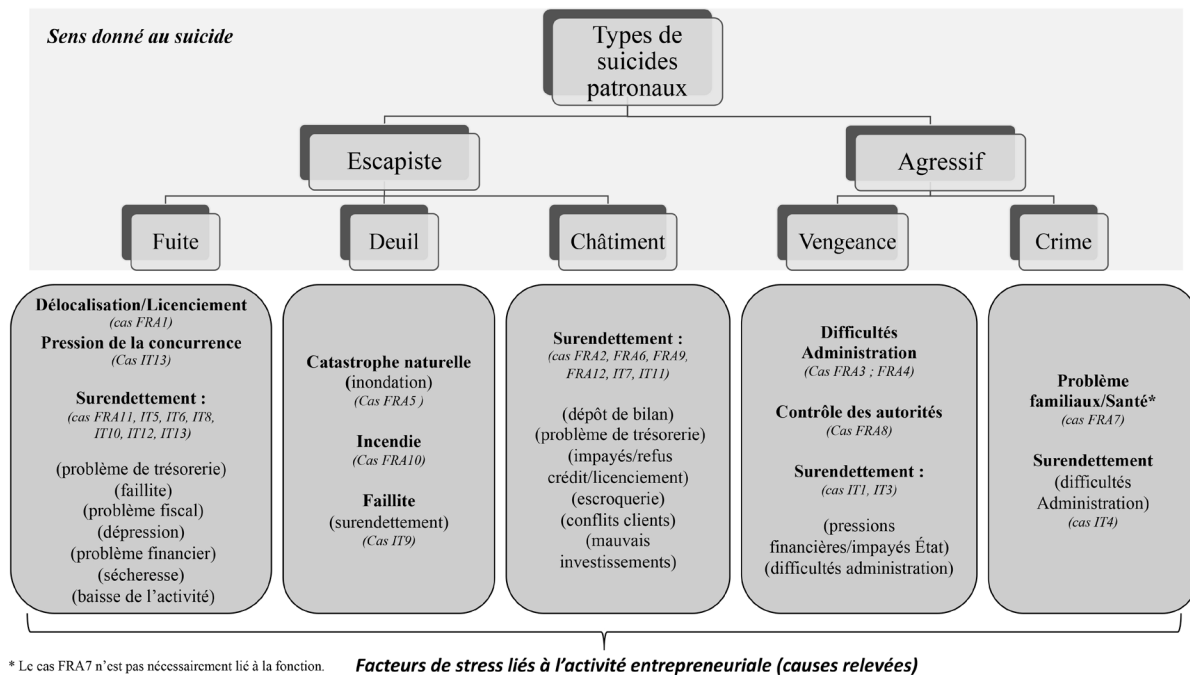 Sens donné au suicide
Types de
suicides
patronaux
Escapiste
Agressif
Fuite
Deuil
Châtiment
Vengeance
Crime
Délocalisation/Licenciement
(cas FRA1)
Pression de la concurrence
(Cas IT13)
Surendettement :
(cas FRA11, IT5, IT6, IT8,
IT10, IT12, IT13)
(problème de trésorerie)
(faillite)
(problème fiscal)
(dépression)
(problème financier)
(sécheresse)
(baisse de l’activité)
Catastrophe naturelle
(inondation)
(Cas FRA5 )
Incendie
(Cas FRA10)
Faillite
(surendettement)
(Cas IT9)
Surendettement :
(cas FRA2, FRA6, FRA9,
FRA12, IT7, IT11)
(dépôt de bilan)
(problème de trésorerie)
(impayés/refus
crédit/licenciement)
(escroquerie)
(conflits clients)
(mauvais
investissements)
Difficultés
Administration
(Cas FRA3 ; FRA4)
Contrôle des autorités
(Cas FRA8)
Surendettement :
(cas IT1, IT3)
(pressions
financières/impayés État)
(difficultés administration)
Problème
familiaux/Santé*
(cas FRA7)
Surendettement
(difficultés
Administration)
(cas IT4)
* Le cas FRA7 n’est pas nécessairement lié à la fonction.
Facteurs de stress liés à l’activité entrepreneuriale (causes relevées)